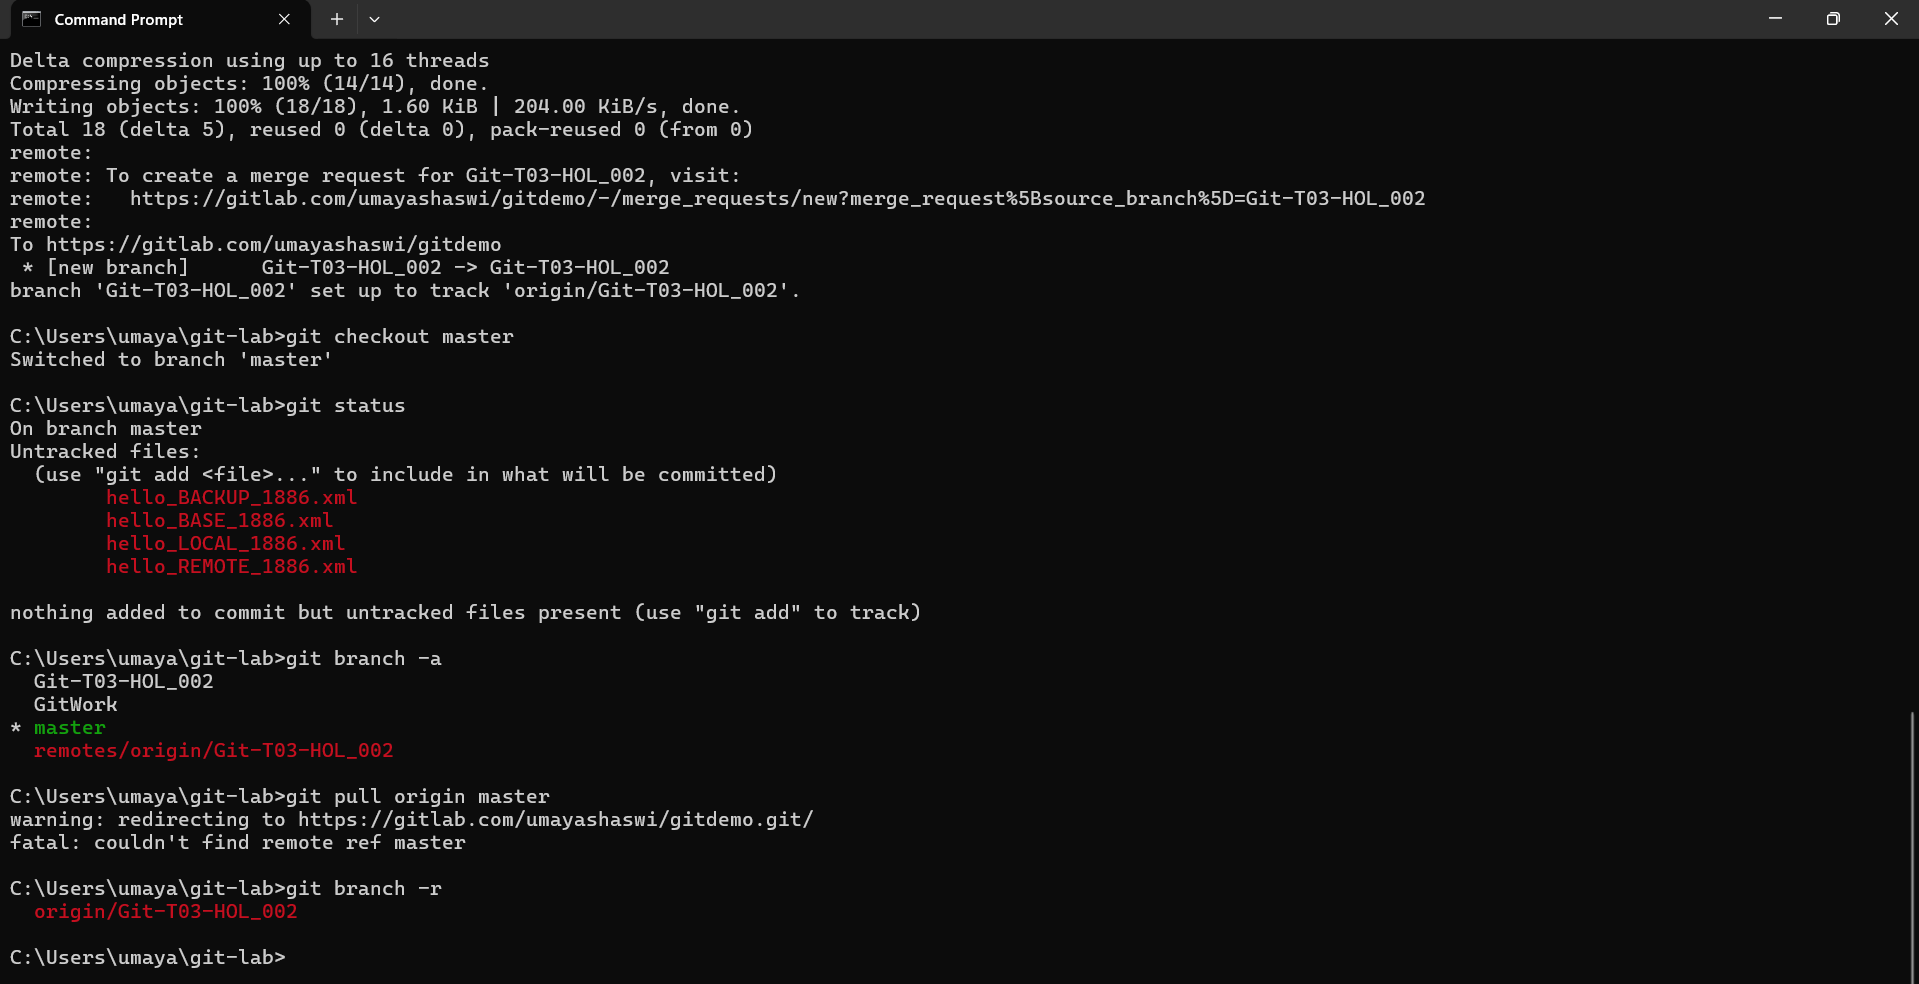 Command Prompt
Delta compression using up to 16 threads
Compressing objects: 100% (14/14), done.
Writing objects: 100% (18/18), 1.60 KiB | 204.00 KiB/s, done.
Total 18 (delta 5), reused 0 (delta 0), pack-reused 0 (from 0)
remote:
remote: To create a merge request for Git-T03-HOL_002, visit:
remote:   https://gitlab.com/umayashaswi/gitdemo/-/merge_requests/new?merge_request%5Bsource_branch%5D=Git-T03-HOL_002
remote:
To https://gitlab.com/umayashaswi/gitdemo
 * [new branch]      Git-T03-HOL_002 -> Git-T03-HOL_002
branch 'Git-T03-HOL_002' set up to track 'origin/Git-T03-HOL_002'.
C:\Users\umaya\git-lab>git checkout master
Switched to branch 'master'
C:\Users\umaya\git-lab>git status
On branch master
Untracked files:
  (use "git add <file>..." to include in what will be committed)
        hello_BACKUP_1886.xml
        hello_BASE_1886.xml
        hello_LOCAL_1886.xml
        hello_REMOTE_1886.xml
nothing added to commit but untracked files present (use "git add" to track)
C:\Users\umaya\git-lab>git branch -a
  Git-T03-HOL_002
  GitWork
* master
  remotes/origin/Git-T03-HOL_002
C:\Users\umaya\git-lab>git pull origin master
warning: redirecting to https://gitlab.com/umayashaswi/gitdemo.git/
fatal: couldn't find remote ref master
C:\Users\umaya\git-lab>git branch -r
  origin/Git-T03-HOL_002
C:\Users\umaya\git-lab>